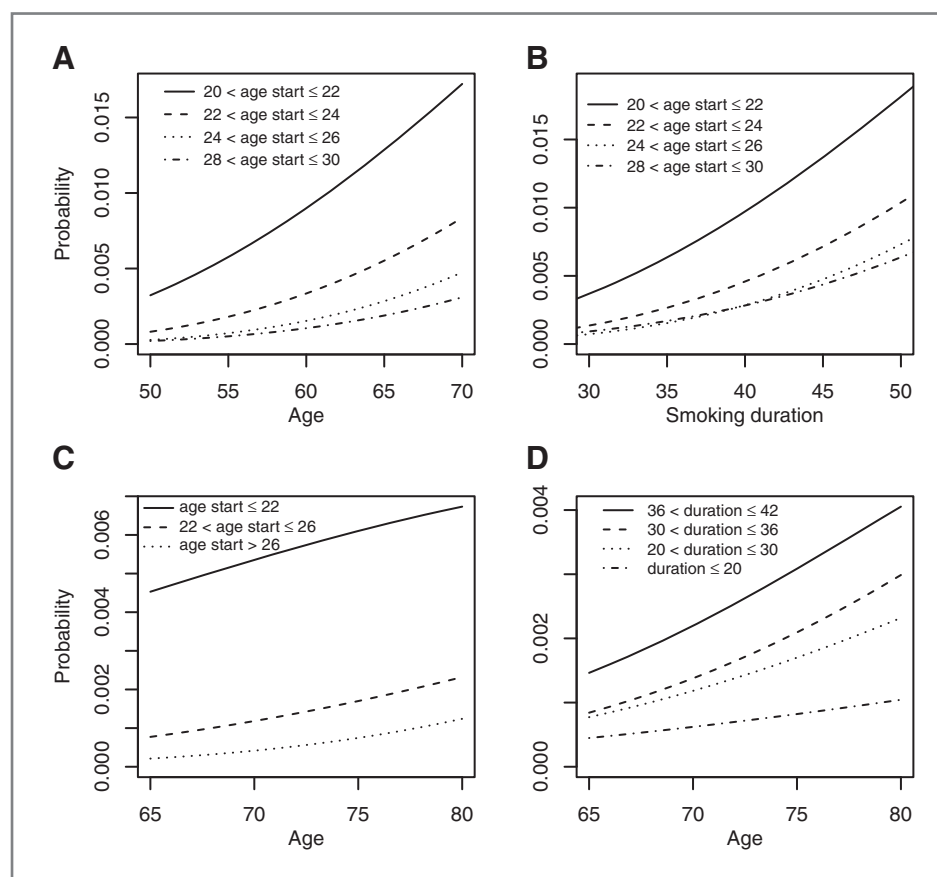 A
20 < age start ≤ 22
22 < age start ≤ 24
24 < age start ≤ 26
28 < age start ≤ 30
Probability
0.000 0.005 0.010 0.015
50 55 60 65 70
Age
B
20 < age start ≤ 22
22 < age start ≤ 24
24 < age start ≤ 26
28 < age start ≤ 30
0.000 0.005 0.010 0.015
30 35 40 45 50
Smoking duration
C
age start ≤ 22
22 < age start ≤ 26
age start > 26
Probability
0.000 0.002 0.004 0.006
65 70 75 80
Age
D
36 < duration ≤ 42
30 < duration ≤ 36
20 < duration ≤ 30
duration ≤ 20
0.000 0.002 0.004
65 70 75 80
Age